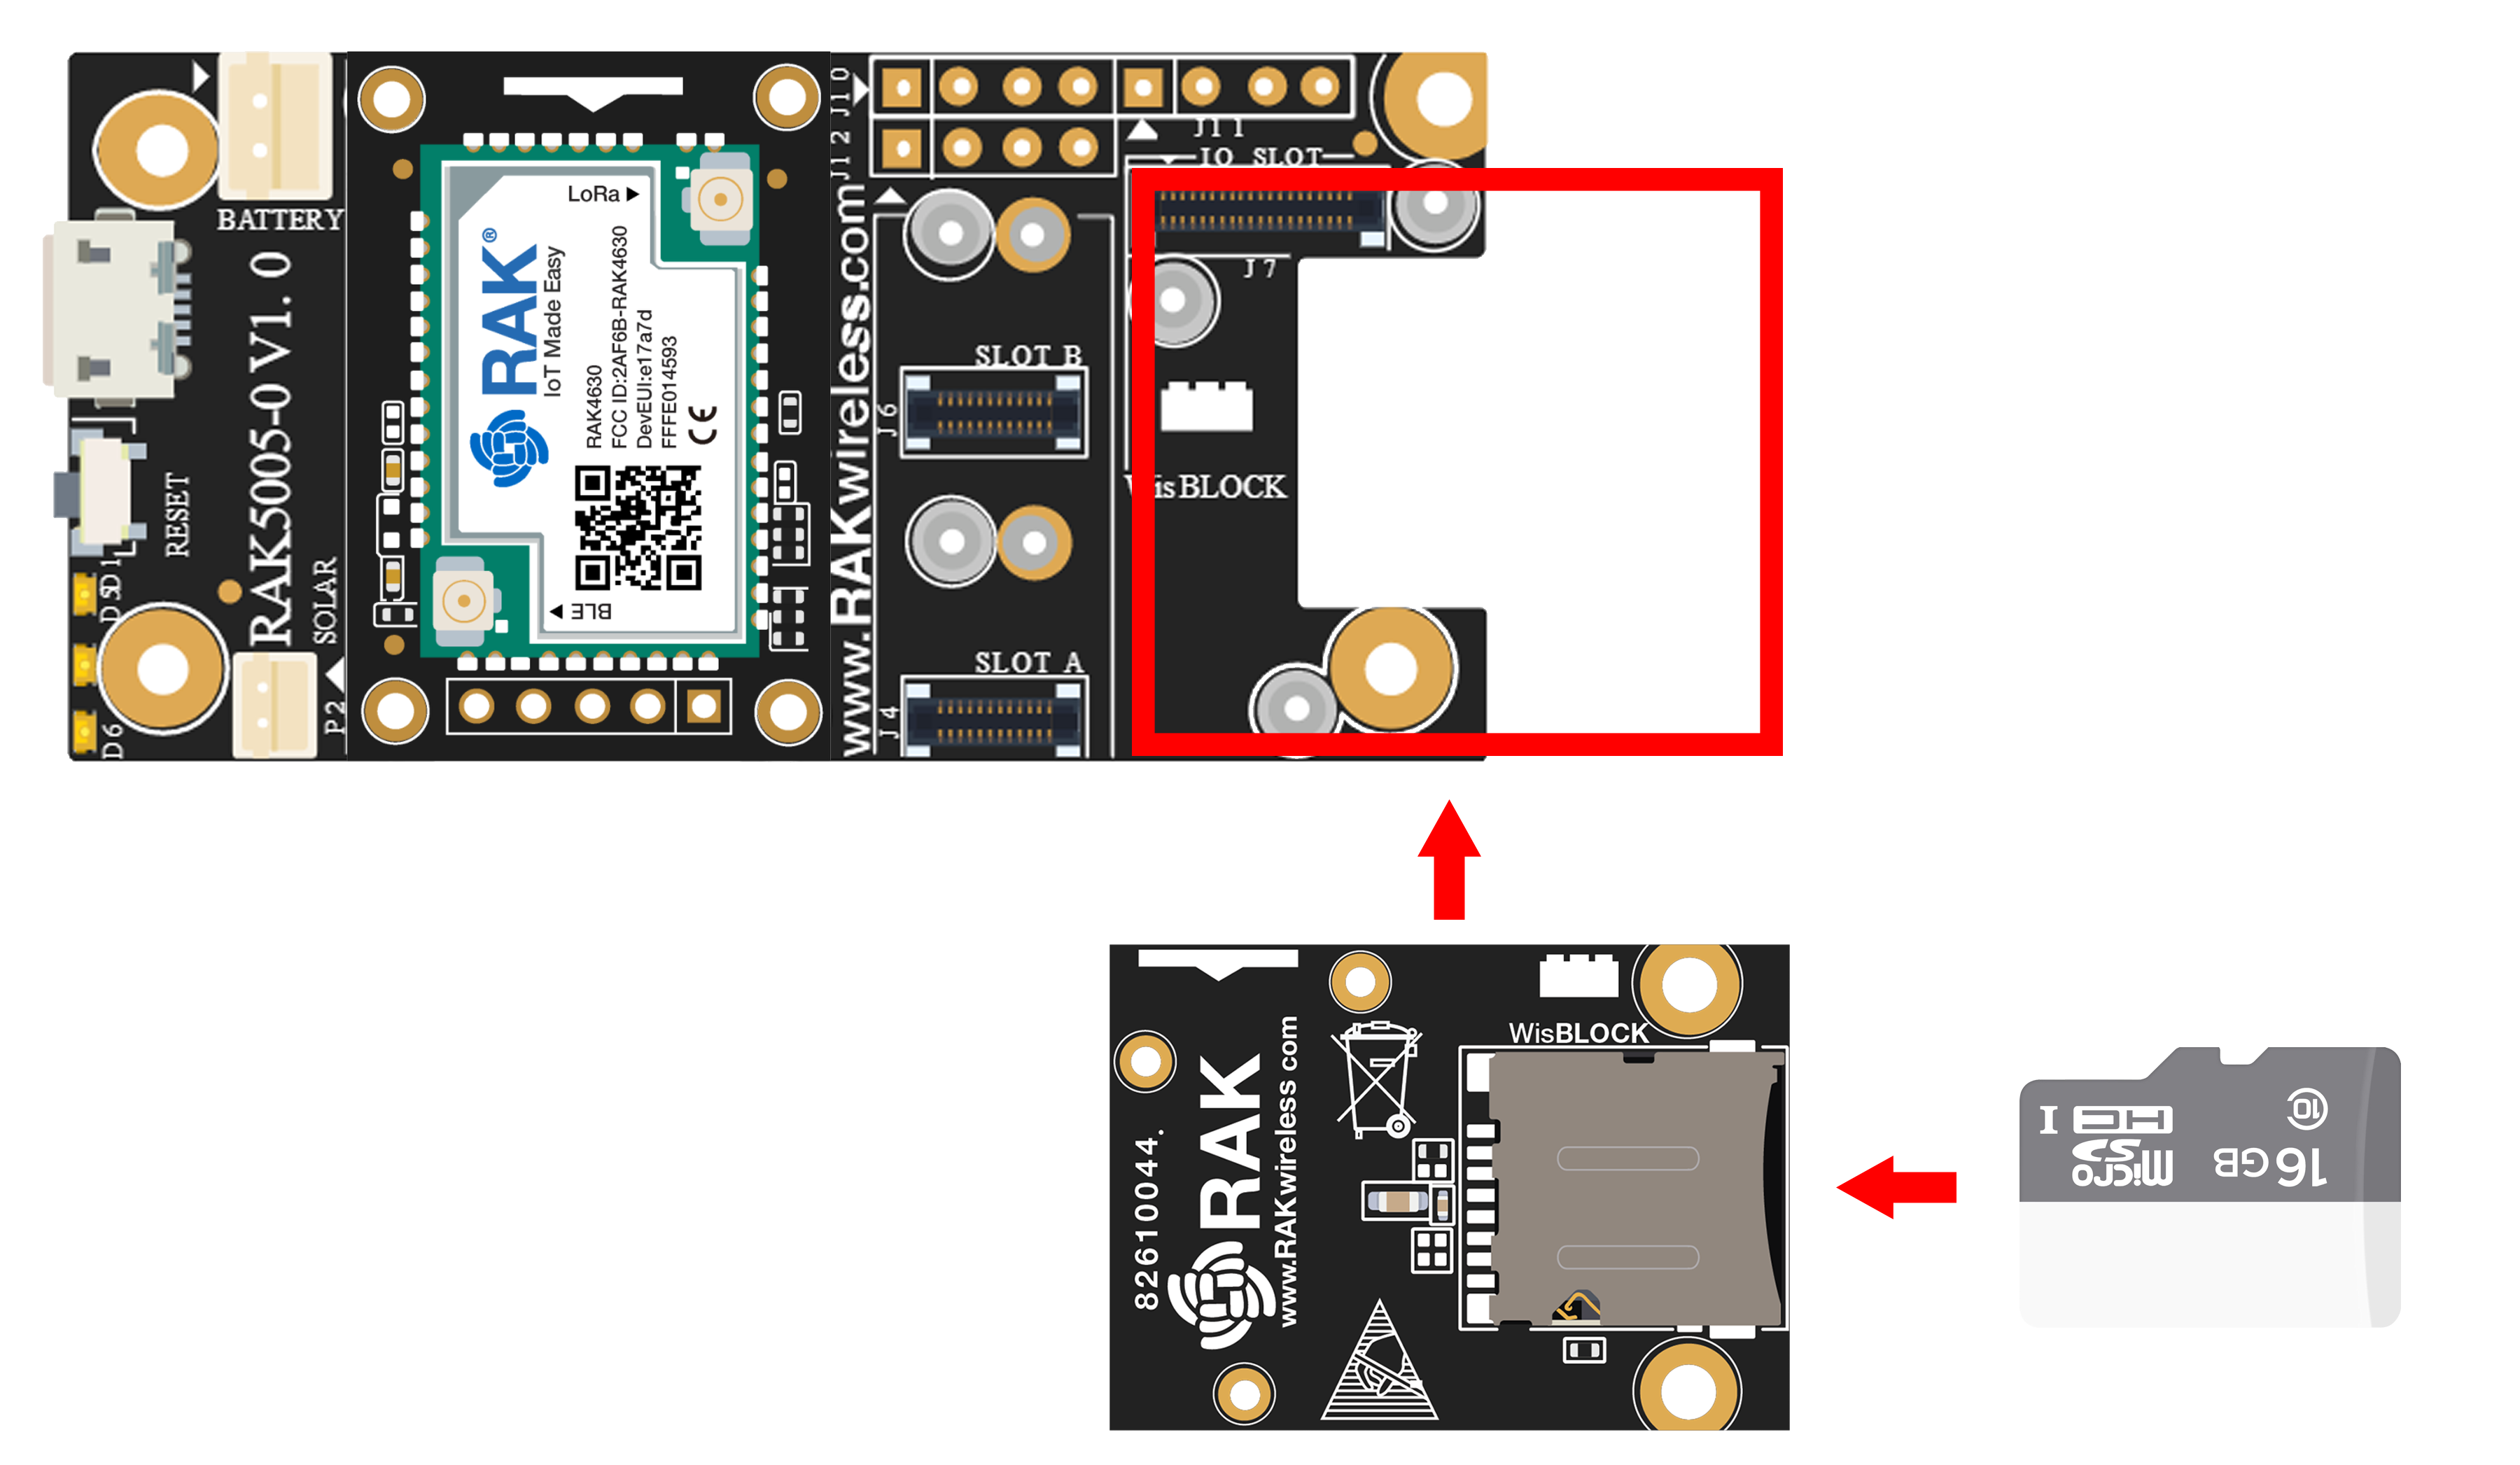 BATTERY
RAK5005-0 V1. 0
RESET
SOLAR
P2
D5
D1
D6
LoRa ▶
RAK®
IoT Made Easy
RAK4630
FCC ID:2AF6B-RAK4630
DevEUI:e17a7d
FFFE014593
CE
BLE ▶
www.RAKwireless.com
J10
J12
J11
IO SLOT
J7
SLOT B
J6
WisBLOCK
SLOT A
J4
82610044.
RAK
www.RAKwireless com
WisBLOCK
16GB
micro
SD
HC I
10